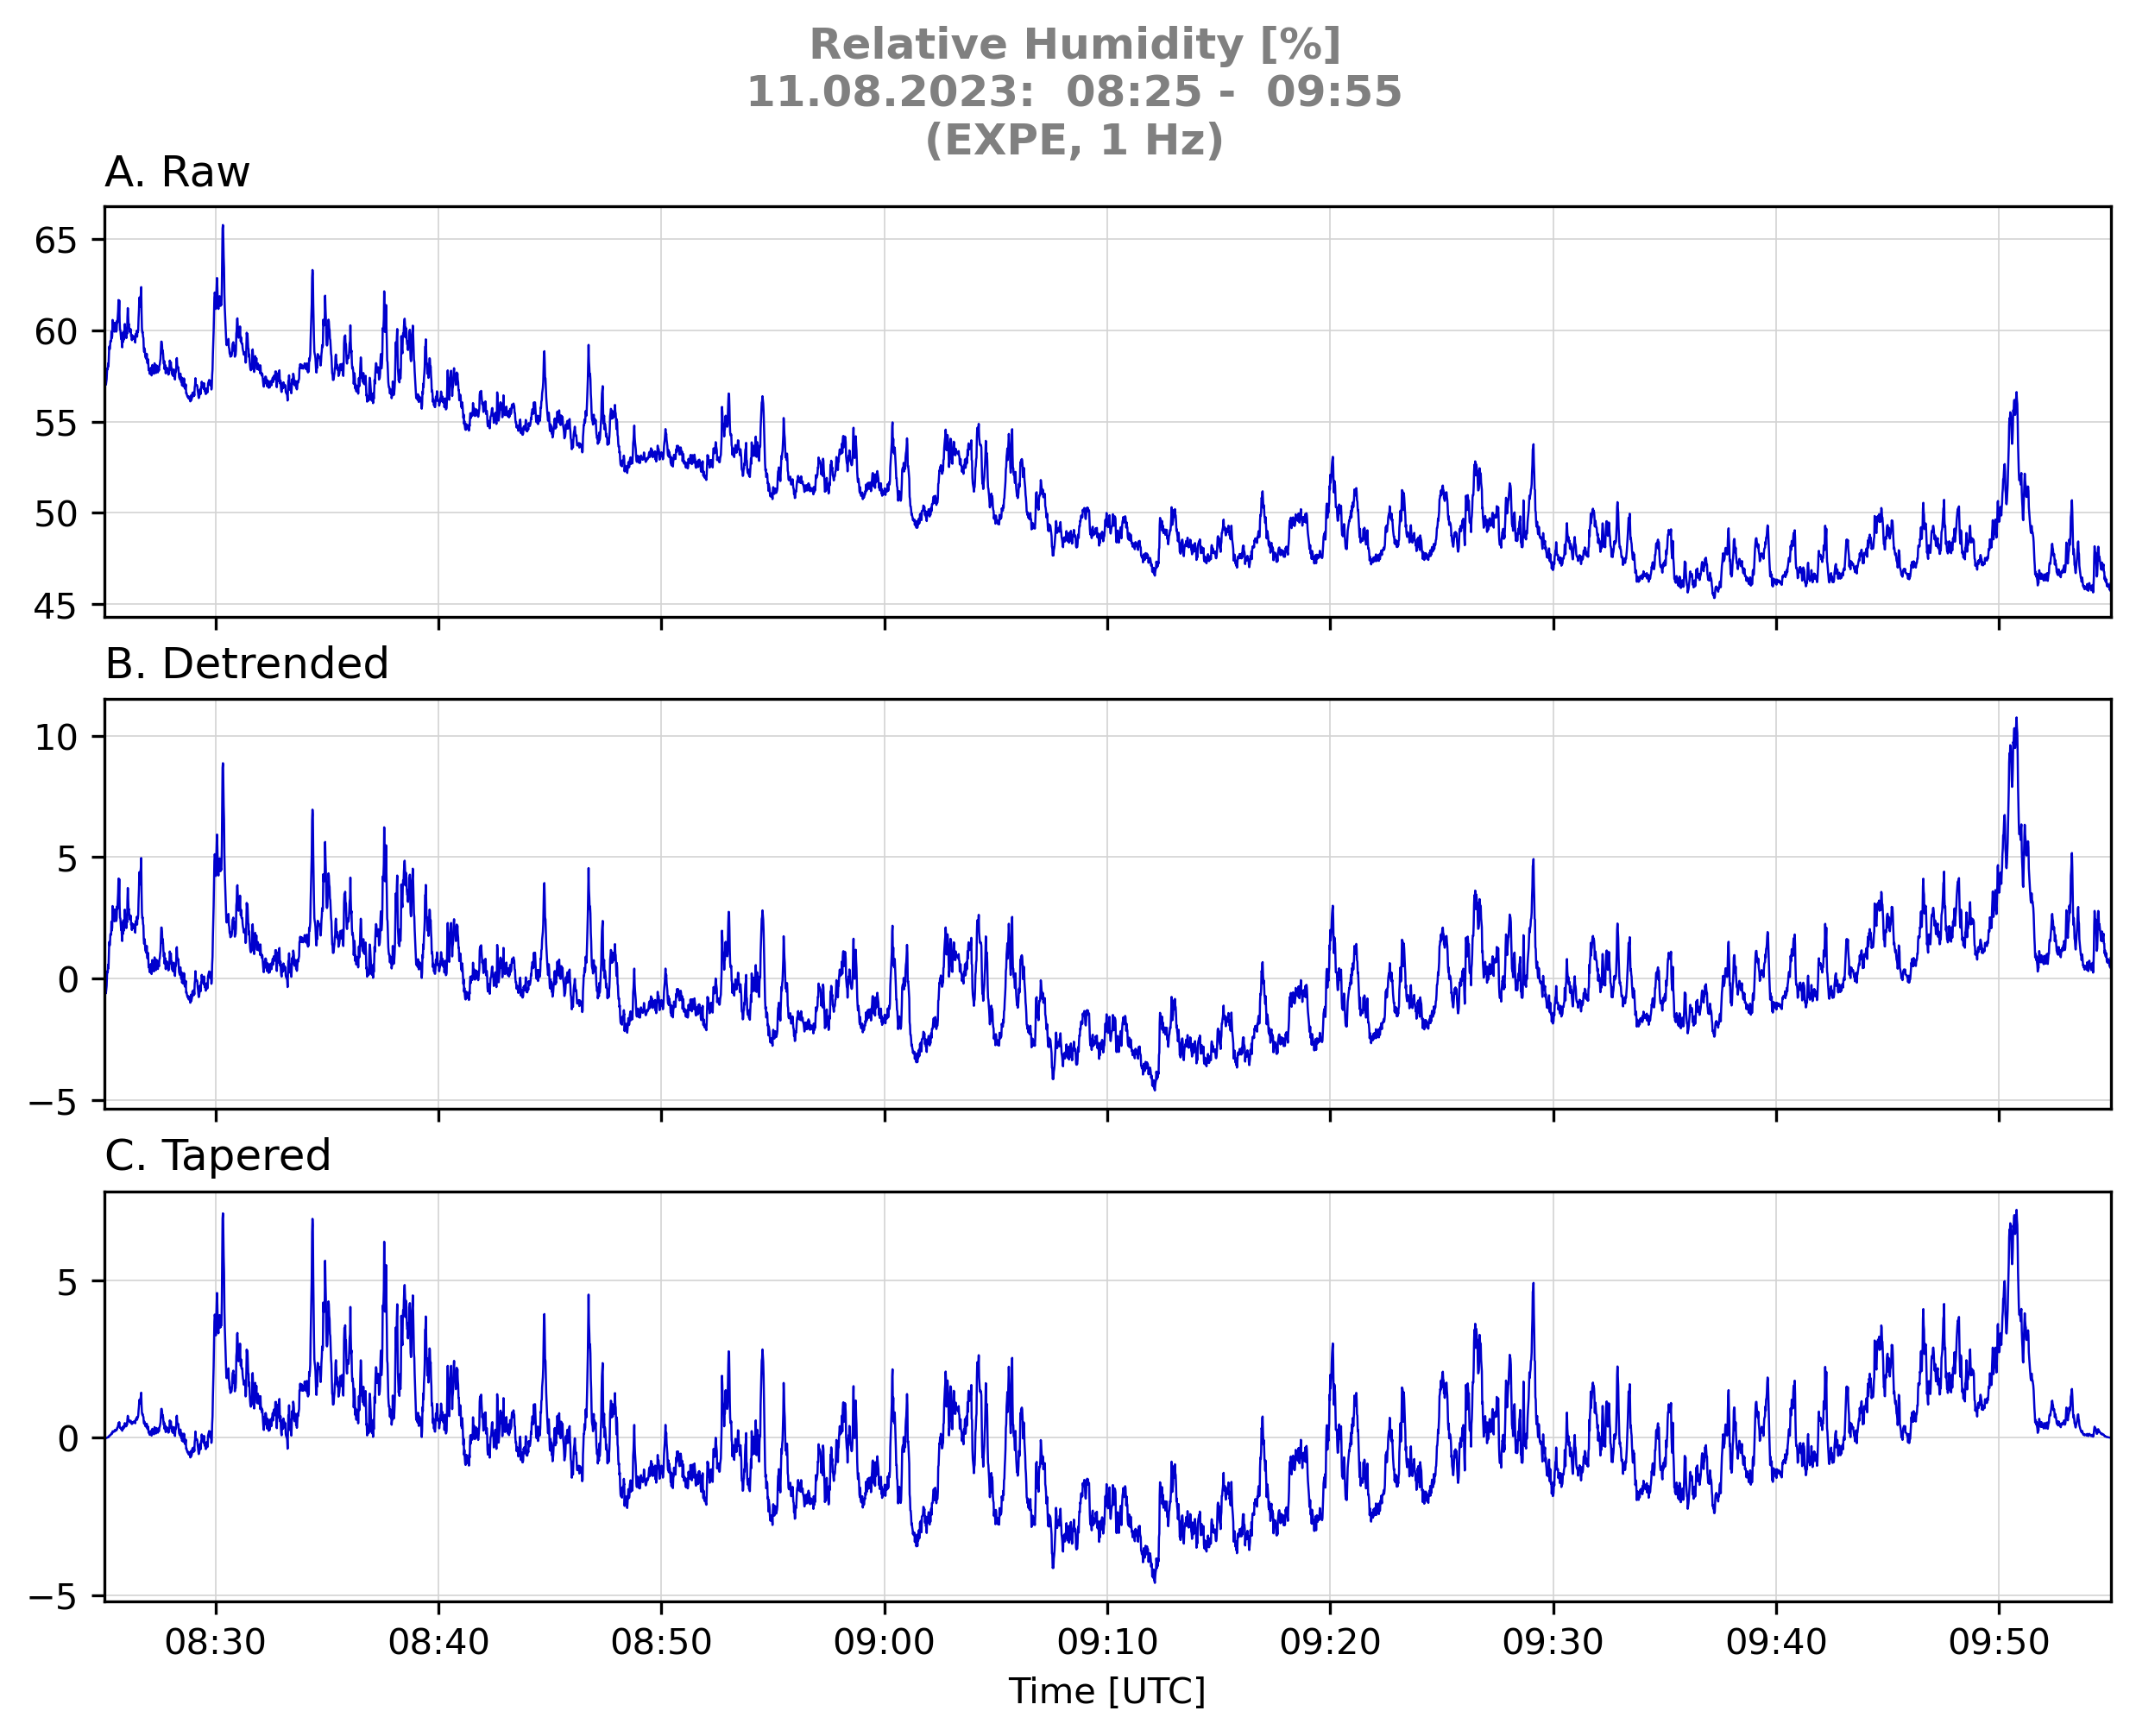 Relative Humidity [%]
11.08.2023:  08:25 -  09:55
(EXPE, 1 Hz)
A. Raw
65
60
55
50
45
B. Detrended
10
5
0
−5
C. Tapered
5
0
−5
08:30 08:40 08:50 09:00 09:10 09:20 09:30 09:40 09:50
Time [UTC]